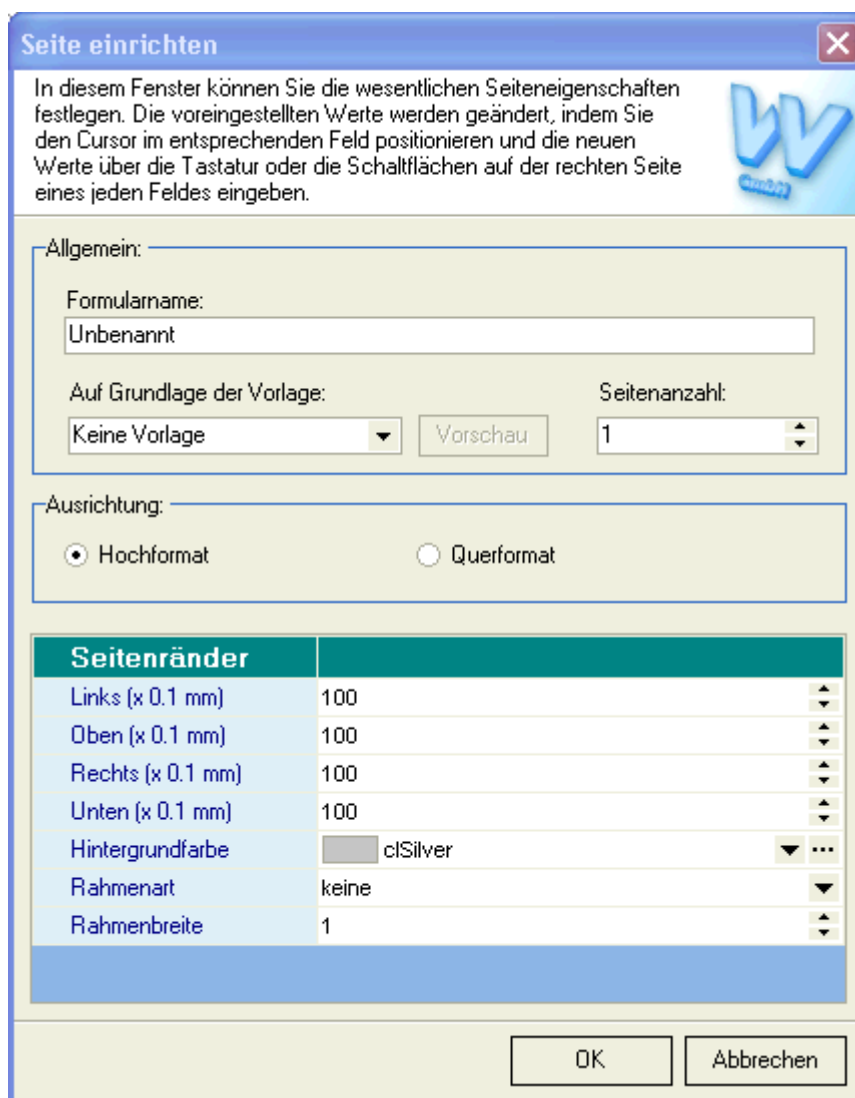 Seite einrichten
In diesem Fenster können Sie die wesentlichen Seiteneigenschaften
festlegen. Die voreingestellten Werte werden geändert, indem Sie
den Cursor im entsprechenden Feld positionieren und die neuen
Werte über die Tastatur oder die Schaltflächen auf der rechten Seite
eines jeden Feldes eingeben.
VV
GmbH
Allgemein:
Formularname:
Unbenannt
Auf Grundlage der Vorlage: Seitenanzahl:
Keine Vorlage Vorschau 1
Ausrichtung:
Hochformat Querformat
Seitenränder
Links (x 0.1 mm) 100
Oben (x 0.1 mm) 100
Rechts (x 0.1 mm) 100
Unten (x 0.1 mm) 100
Hintergrundfarbe clSilver ...
Rahmenart keine
Rahmenbreite 1
OK Abbrechen